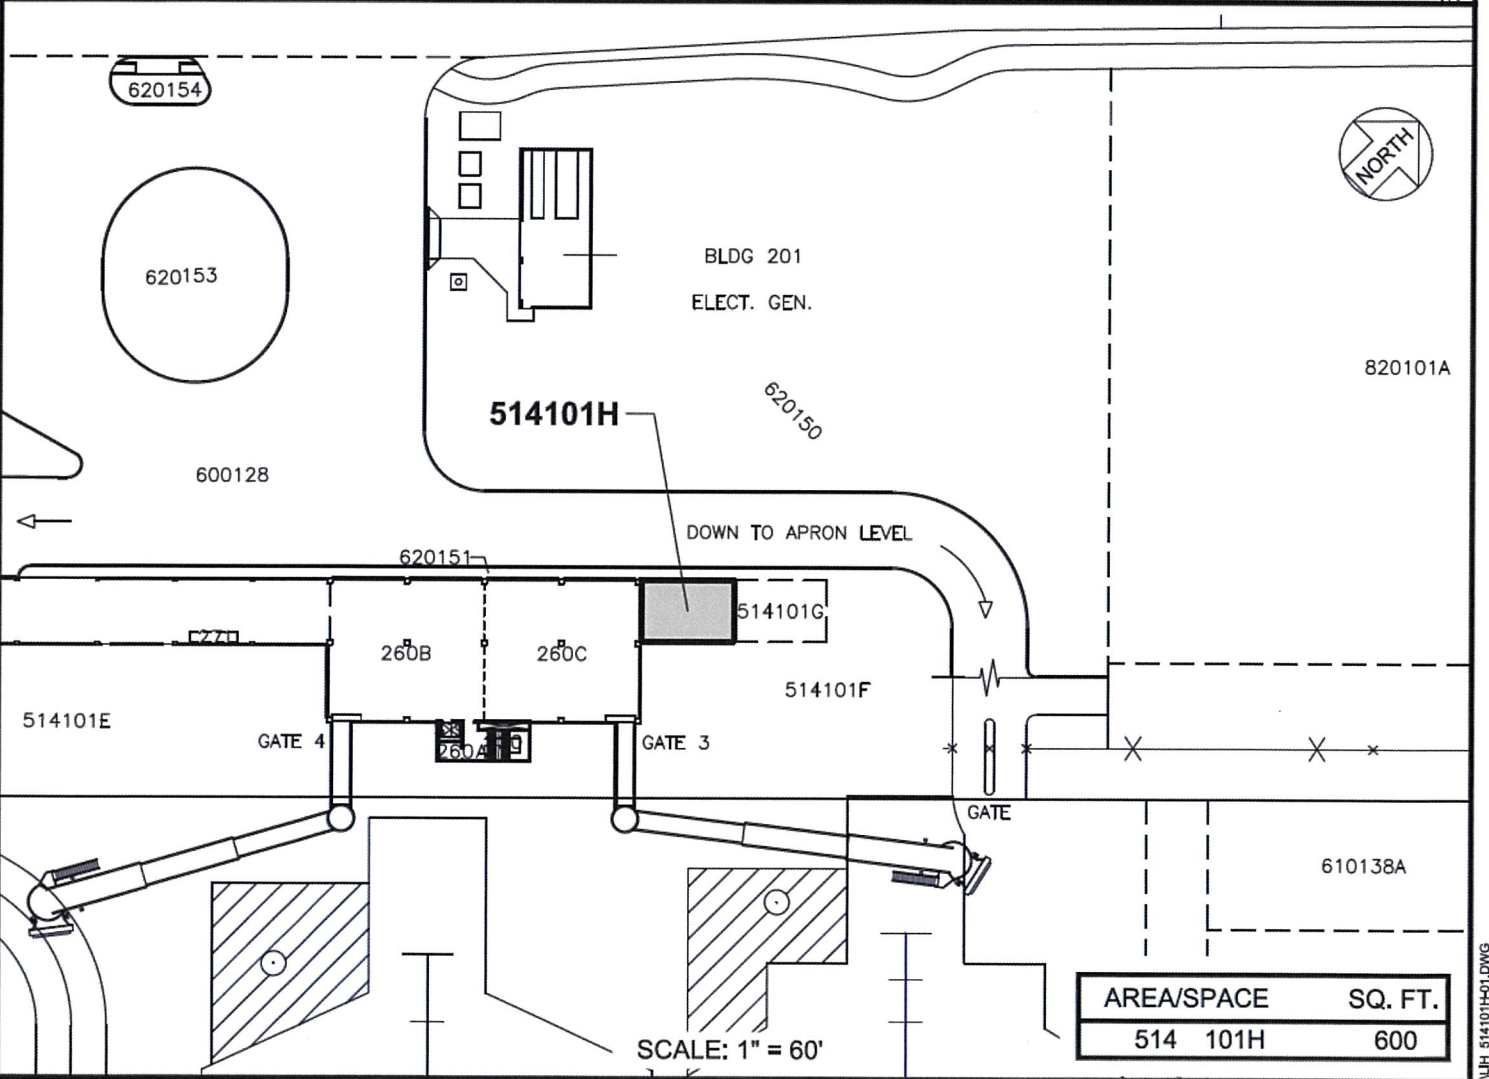 620154
NORTH
620153
BLDG 201
ELECT. GEN.
820101A
514101H
620150
600128
DOWN TO APRON LEVEL
620151
514101G
260B
260C
514101F
514101E
GATE 4
260A
GATE 3
GATE
610138A
AREA/SPACE SQ. FT.
514 101H 600
SCALE: 1" = 60'
514101H-01.DWG